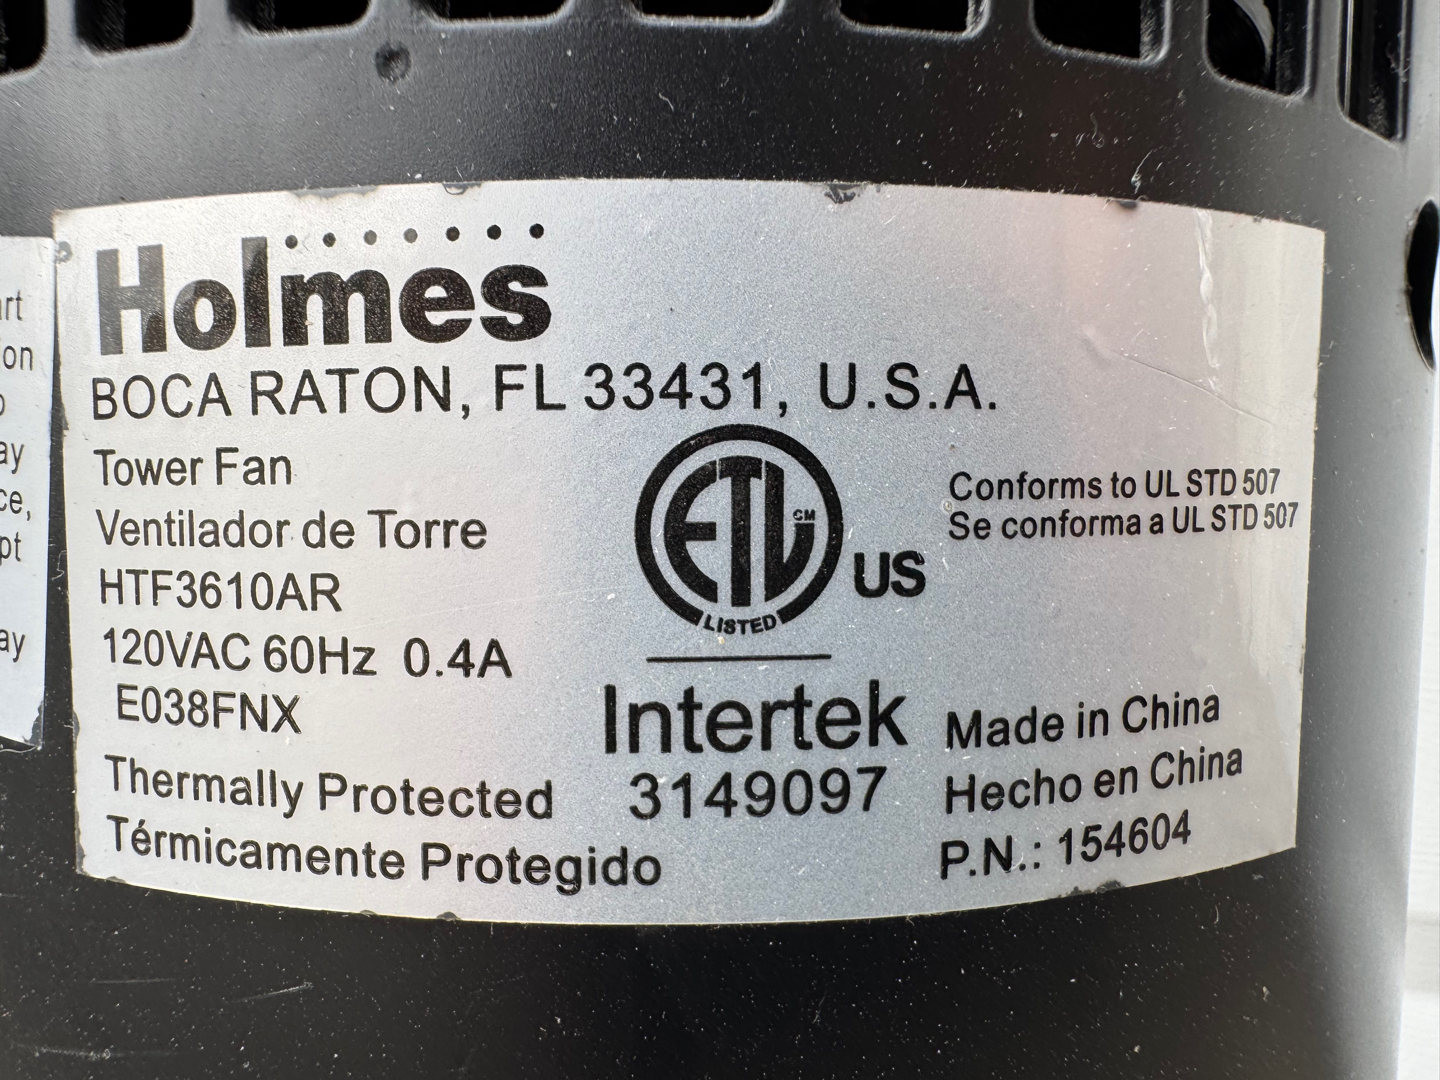 Holmes
BOCA RATON, FL 33431, U.S.A.
Tower Fan
Ventilador de Torre
HTF3610AR
120VAC 60Hz 0.4A
E038FNX
Thermally Protected
Térmicamente Protegido
ETL CM
LISTED
US
Intertek
3149097
Conforms to UL STD 507
Se conforma a UL STD 507
Made in China
Hecho en China
P.N.: 154604